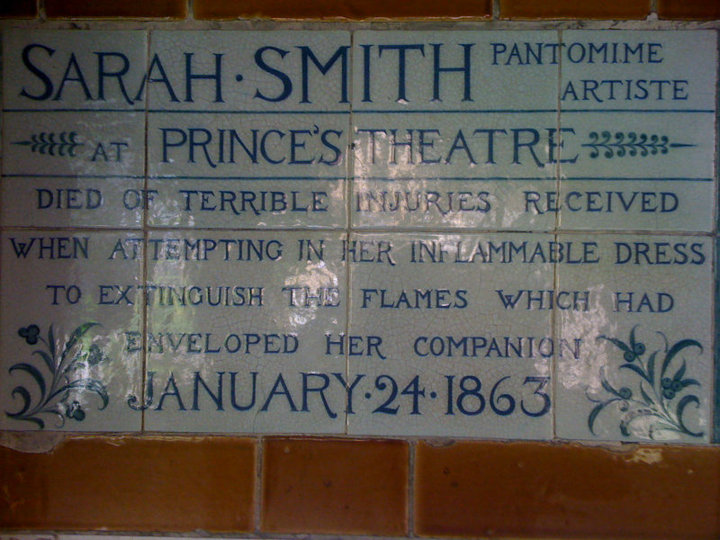 SARAH · SMITH PANTOMIME ARTISTE
AT PRINCE'S · THEATRE
DIED OF TERRIBLE INJURIES RECEIVED
WHEN ATTEMPTING IN HER INFLAMMABLE DRESS
TO EXTINGUISH THE FLAMES WHICH HAD
ENVELOPED HER COMPANION
JANUARY · 24 · 1863